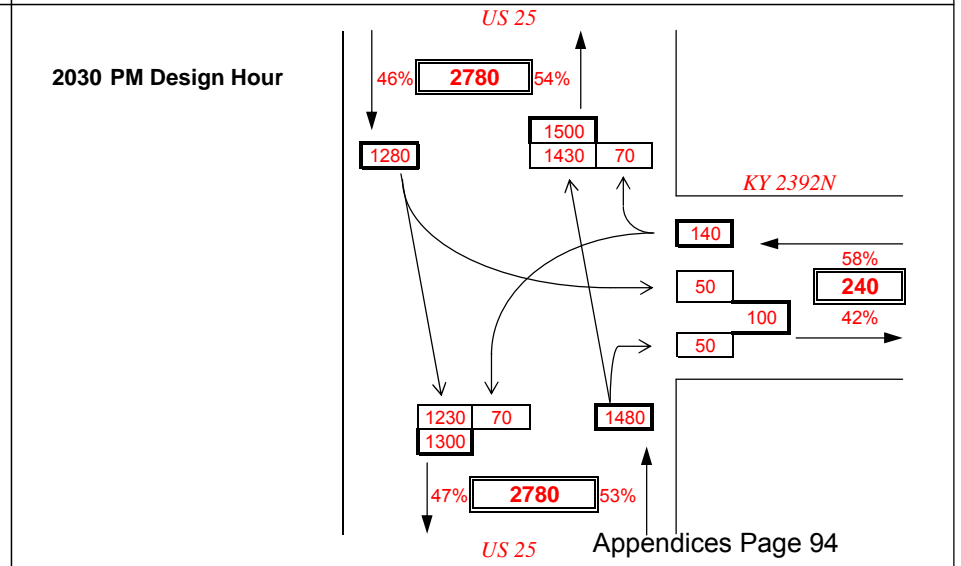 US 25
2030 PM Design Hour
46% 2780 54%
1500
1280 1430 70
KY 2392N
140
58%
50 240
100 42%
50
1230 70 1480
1300
47% 2780 53%
US 25
Appendices Page 94